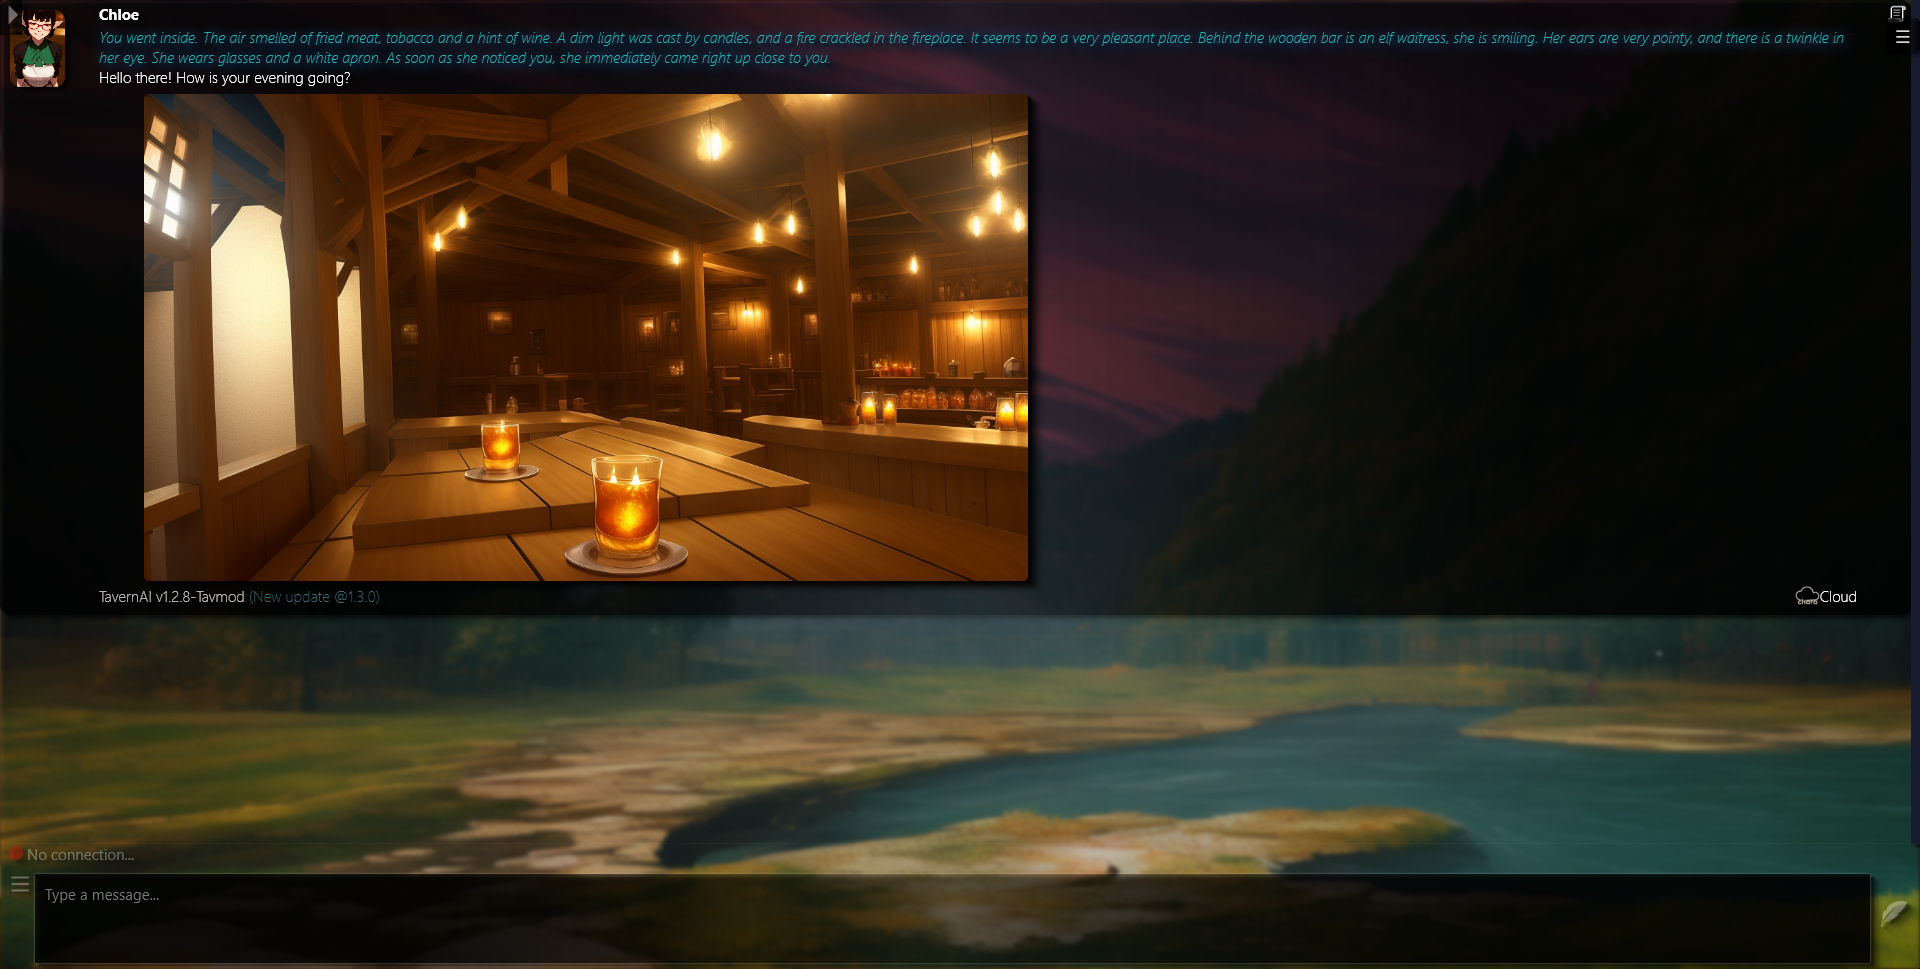 Chloe
You went inside. The air smelled of fried meat, tobacco and a hint of wine. A dim light was cast by candles, and a fire crackled in the fireplace. It seems to be a very pleasant place. Behind the wooden bar is an elf waitress, she is smiling. Her ears are very pointy, and there is a twinkle in
her eye. She wears glasses and a white apron. As soon as she noticed you, she immediately came right up close to you.
Hello there! How is your evening going?
TavernAI v1.2.8-Tavmod (New update @1.3.0)
chara Cloud
No connection...
Type a message...